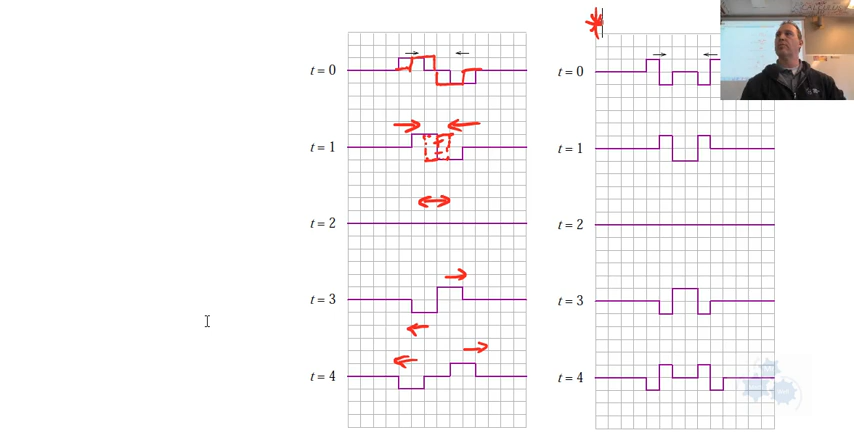 t = 0
t = 1
t = 2
t = 3
t = 4
t = 0
t = 1
t = 2
t = 3
t = 4